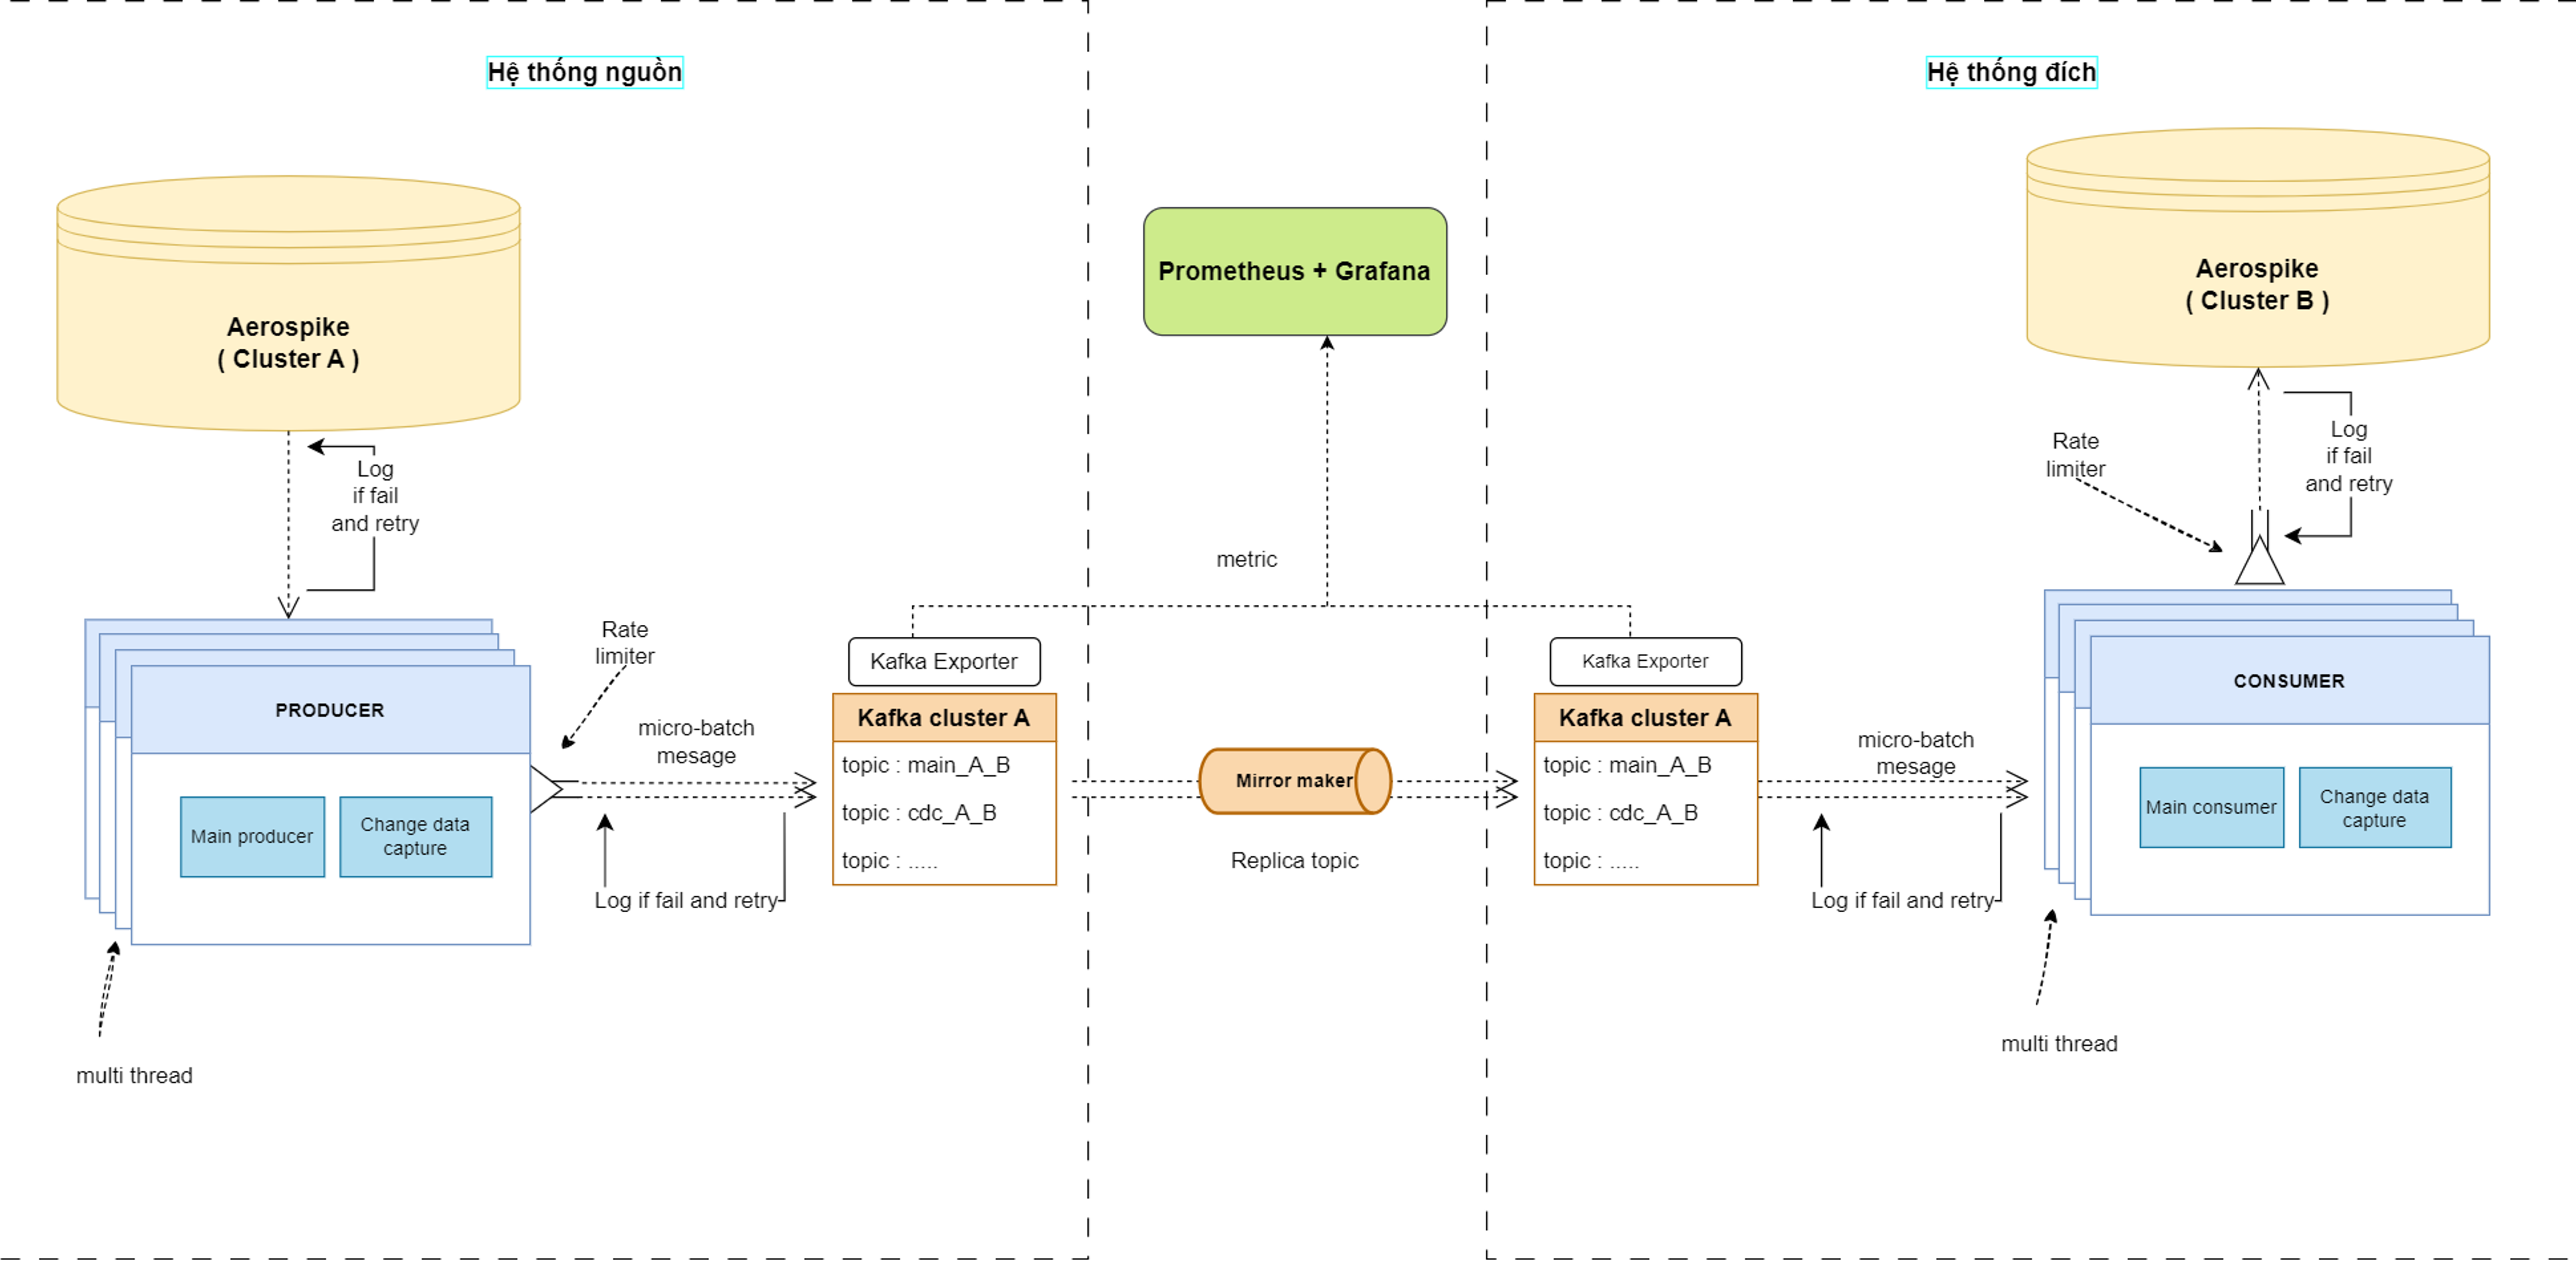 Hệ thống nguồn
Aerospike
( Cluster A )
Log
if fail
and retry
PRODUCER
Main producer
Change data
capture
multi thread
Rate
limiter
micro-batch
mesage
Log if fail and retry
Kafka Exporter
Kafka cluster A
topic : main_A_B
topic : cdc_A_B
topic : .....
Prometheus + Grafana
metric
Mirror maker
Replica topic
Hệ thống đích
Kafka Exporter
Kafka cluster A
topic : main_A_B
topic : cdc_A_B
topic : .....
micro-batch
mesage
Log if fail and retry
Aerospike
( Cluster B )
Rate
limiter
Log
if fail
and retry
CONSUMER
Main consumer
Change data
capture
multi thread